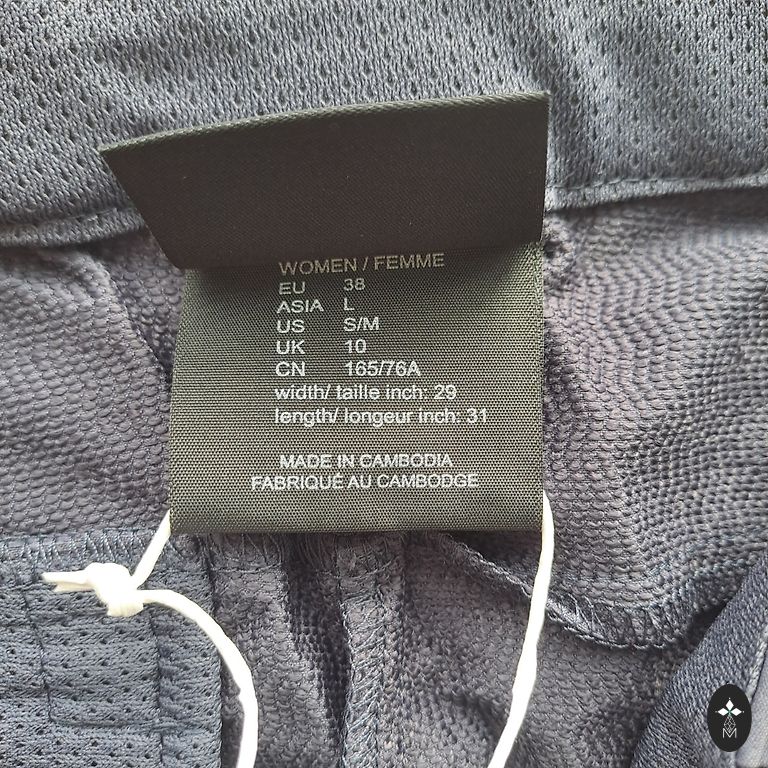 WOMEN / FEMME
EU 38
ASIA L
US S/M
UK 10
CN 165/76A
width/ taille inch: 29
length/ longeur inch: 31
MADE IN CAMBODIA
FABRIQUÉ AU CAMBODGE
M